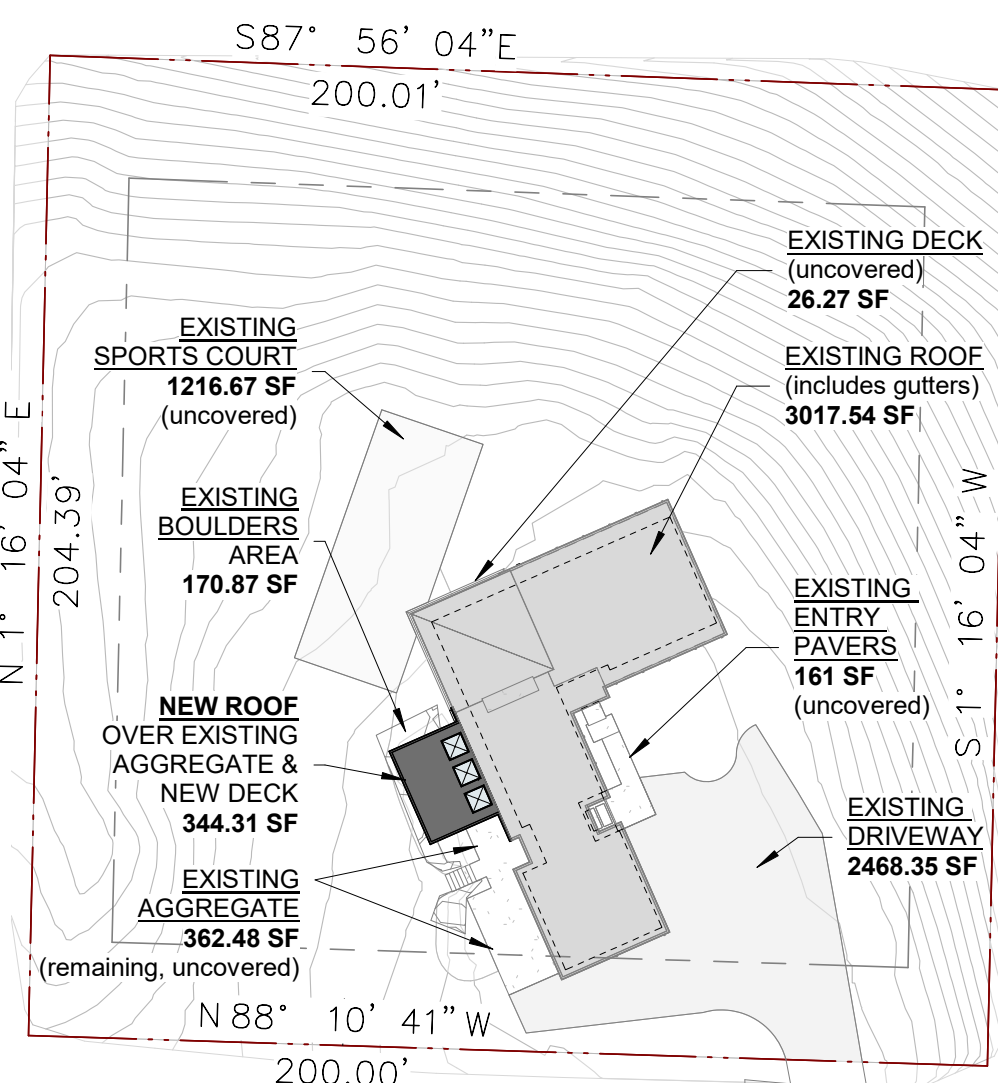 S87° 56' 04"E
200.01'
EXISTING DECK
(uncovered)
26.27 SF
EXISTING ROOF
(includes gutters)
3017.54 SF
EXISTING
SPORTS COURT
1216.67 SF
(uncovered)
N 1° 16' 04" E
204.39'
EXISTING
BOULDERS
AREA
170.87 SF
S 1° 16' 04" W
EXISTING
ENTRY
PAVERS
161 SF
(uncovered)
NEW ROOF
OVER EXISTING
AGGREGATE &
NEW DECK
344.31 SF
EXISTING
DRIVEWAY
2468.35 SF
EXISTING
AGGREGATE
362.48 SF
(remaining, uncovered)
N 88° 10' 41" W
200.00'